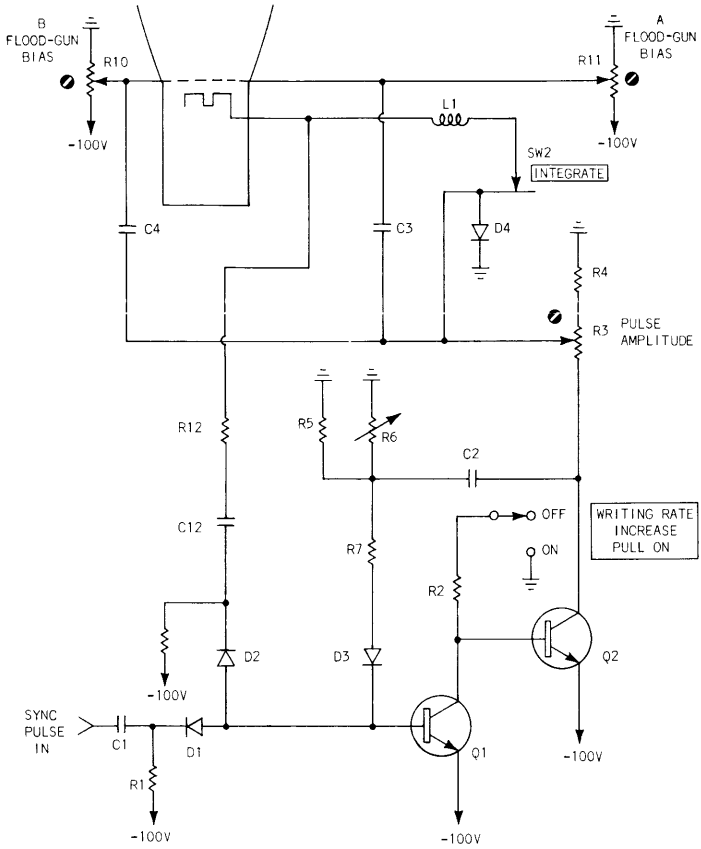 B
FLOOD-GUN
BIAS
R10
-100V
A
FLOOD-GUN
BIAS
R11
-100V
L1
SW2
INTEGRATE
C4
C3
D4
R4
R3
PULSE
AMPLITUDE
R12
R5
R6
C2
C12
R7
OFF
ON
WRITING RATE
INCREASE
PULL ON
R2
-100V
D2
D3
Q2
SYNC
PULSE
IN
C1
D1
Q1
R1
-100V
-100V
-100V